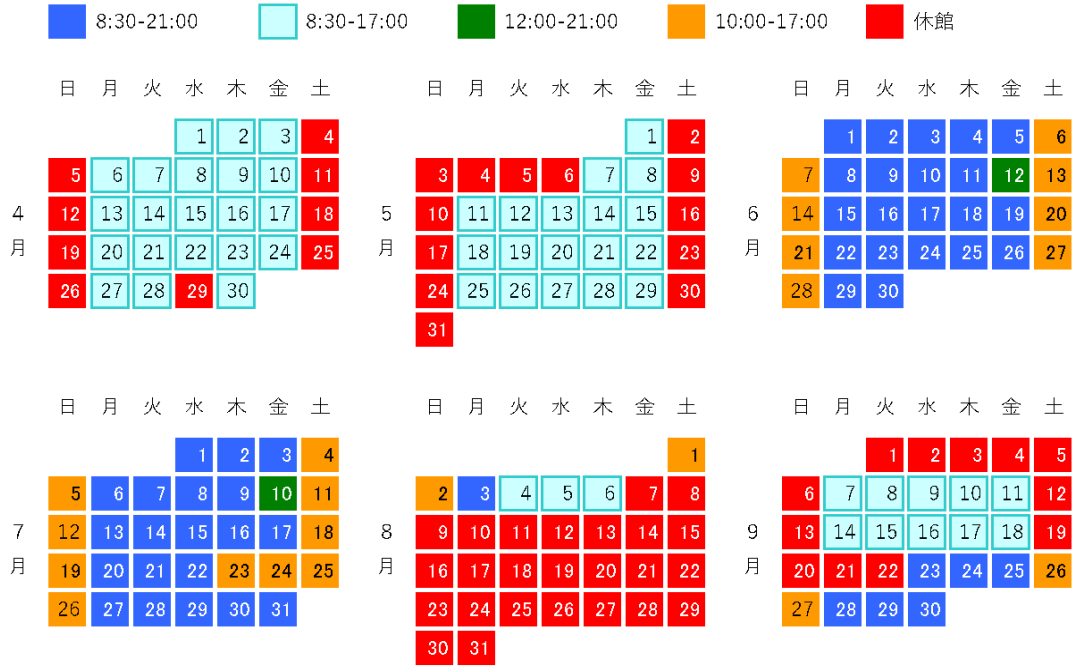 8:30-21:00 8:30-17:00 12:00-21:00 10:00-17:00 休館
日 月 火 水 木 金 土
1 2 3 4
5 6 7 8 9 10 11
4月
12 13 14 15 16 17 18
19 20 21 22 23 24 25
26 27 28 29 30
日 月 火 水 木 金 土
1 2
3 4 5 6 7 8 9
5月
10 11 12 13 14 15 16
17 18 19 20 21 22 23
24 25 26 27 28 29 30
31
日 月 火 水 木 金 土
1 2 3 4 5 6
7 8 9 10 11 12 13
6月
14 15 16 17 18 19 20
21 22 23 24 25 26 27
28 29 30
日 月 火 水 木 金 土
1 2 3 4
5 6 7 8 9 10 11
7月
12 13 14 15 16 17 18
19 20 21 22 23 24 25
26 27 28 29 30 31
日 月 火 水 木 金 土
1
2 3 4 5 6 7 8
8月
9 10 11 12 13 14 15
16 17 18 19 20 21 22
23 24 25 26 27 28 29
30 31
日 月 火 水 木 金 土
1 2 3 4 5
6 7 8 9 10 11 12
9月
13 14 15 16 17 18 19
20 21 22 23 24 25 26
27 28 29 30